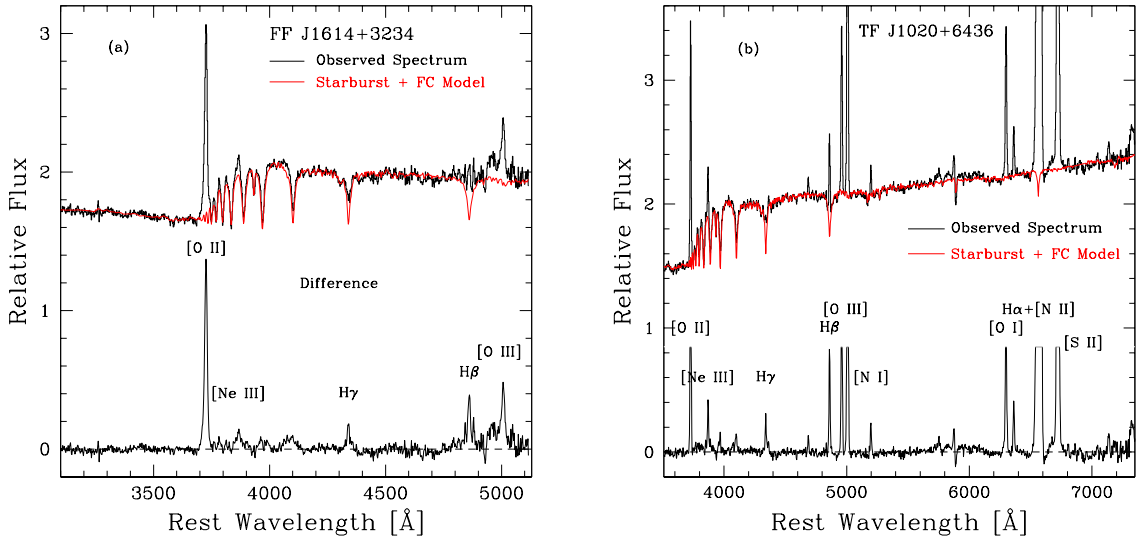 (a)
FF J1614+3234
Observed Spectrum
Starburst + FC Model
[O II]
Difference
[Ne III]
Hγ
Hβ
[O III]
0
1
2
3
3500
4000
4500
5000
Relative Flux
Rest Wavelength [Å]
(b)
TF J1020+6436
Observed Spectrum
Starburst + FC Model
[O II]
[Ne III]
Hγ
[O III]
Hβ
[N I]
Hα+[N II]
[O I]
[S II]
0
1
2
3
4000
5000
6000
7000
Relative Flux
Rest Wavelength [Å]